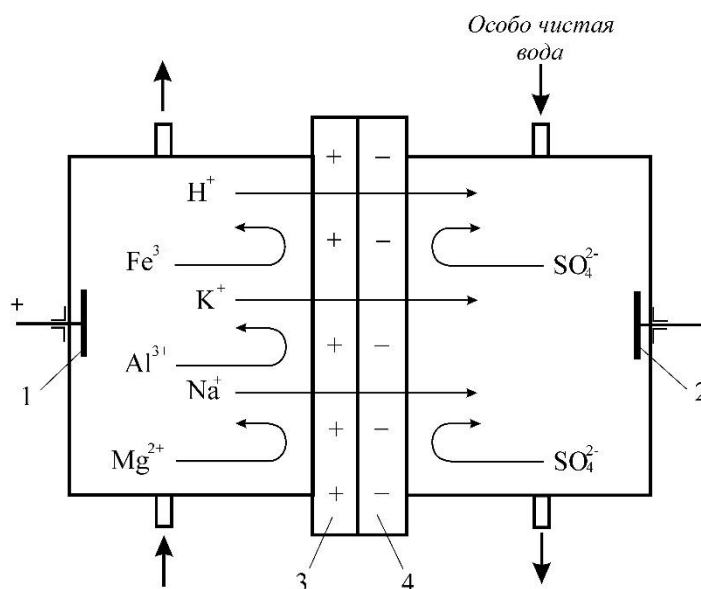 Особо чистая
вода
+ −
H⁺
+ −
Fe³
SO₄²⁻
+
K⁺
+ −
Al³⁺
1
2
Na⁺
+ −
Mg²⁺
SO₄²⁻
+ −
3
4